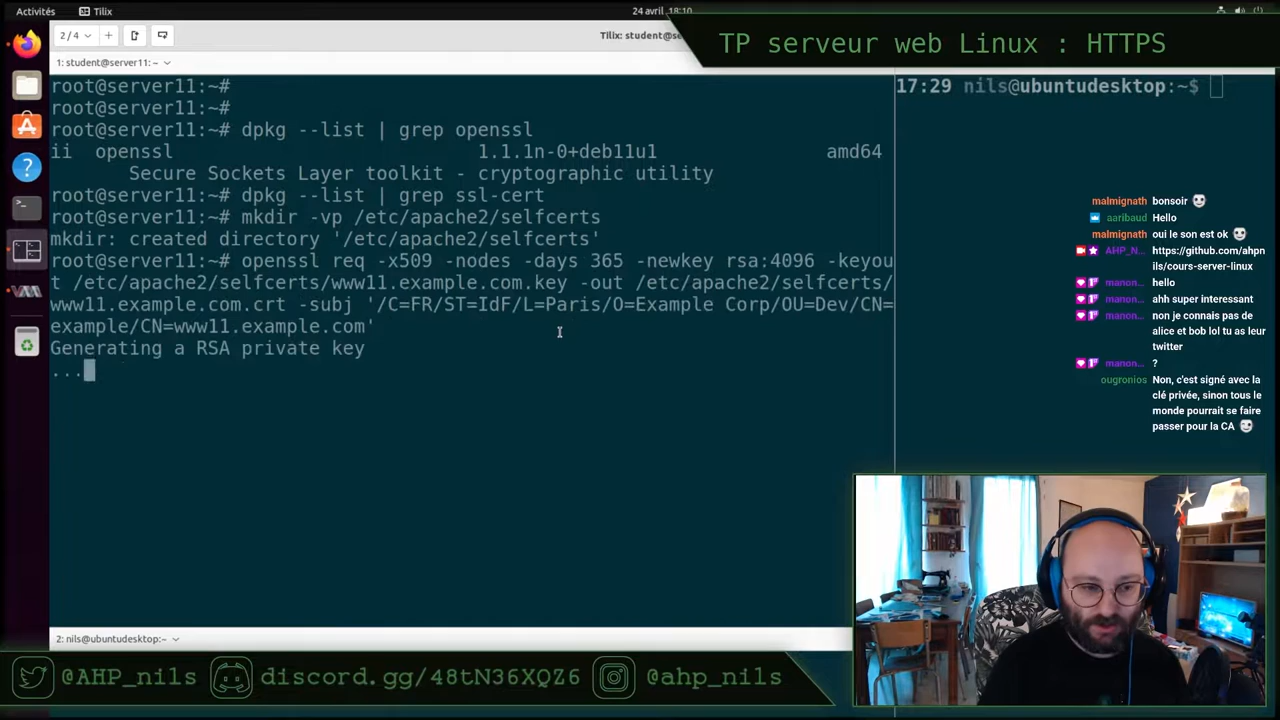 Activités
Tilix
24 avril 18:10
TP serveur web Linux : HTTPS
2 / 4
Tilix: student@se
1: student@server11: ~
root@server11:~#
root@server11:~#
root@server11:~# dpkg --list | grep openssl
ii openssl 1.1.1n-0+deb11u1 amd64
Secure Sockets Layer toolkit - cryptographic utility
root@server11:~# dpkg --list | grep ssl-cert
root@server11:~# mkdir -vp /etc/apache2/selfcerts
mkdir: created directory '/etc/apache2/selfcerts'
root@server11:~# openssl req -x509 -nodes -days 365 -newkey rsa:4096 -keyou
t /etc/apache2/selfcerts/www11.example.com.key -out /etc/apache2/selfcerts/
www11.example.com.crt -subj '/C=FR/ST=IdF/L=Paris/O=Example Corp/OU=Dev/CN=
example/CN=www11.example.com'
Generating a RSA private key
...
17:29 nils@ubuntudesktop:~$
malmignath bonsoir
aaribaud Hello
malmignath oui le son est ok
AHP_N... https://github.com/ahpn
nils/cours-server-linux
manon... hello
manon... ahh super interessant
manon... non je connais pas de
alice et bob lol tu as leur
twitter
manon... ?
ougronios Non, c'est signé avec la
clé privée, sinon tous le
monde pourrait se faire
passer pour la CA
2: nils@ubuntudesktop: ~
@AHP_nils
discord.gg/48tN36XQZ6
@ahp_nils